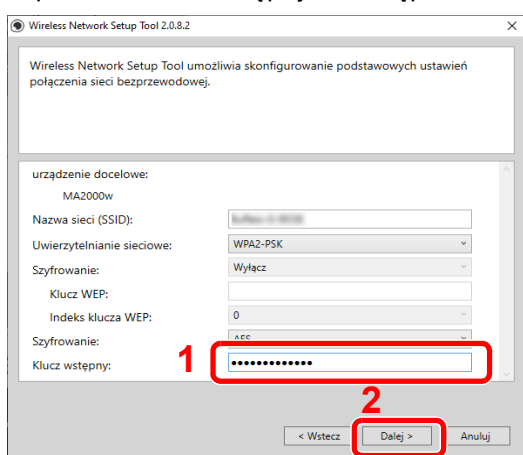 Wireless Network Setup Tool 2.0.8.2
Wireless Network Setup Tool umożliwia skonfigurowanie podstawowych ustawień
połączenia sieci bezprzewodowej.
urządzenie docelowe:
MA2000w
Nazwa sieci (SSID):
Uwierzytelnianie sieciowe: WPA2-PSK
Szyfrowanie: Wyłącz
Klucz WEP:
Indeks klucza WEP: 0
Szyfrowanie: AES
Klucz wstępny: •••••••••••••
1
2
< Wstecz Dalej > Anuluj